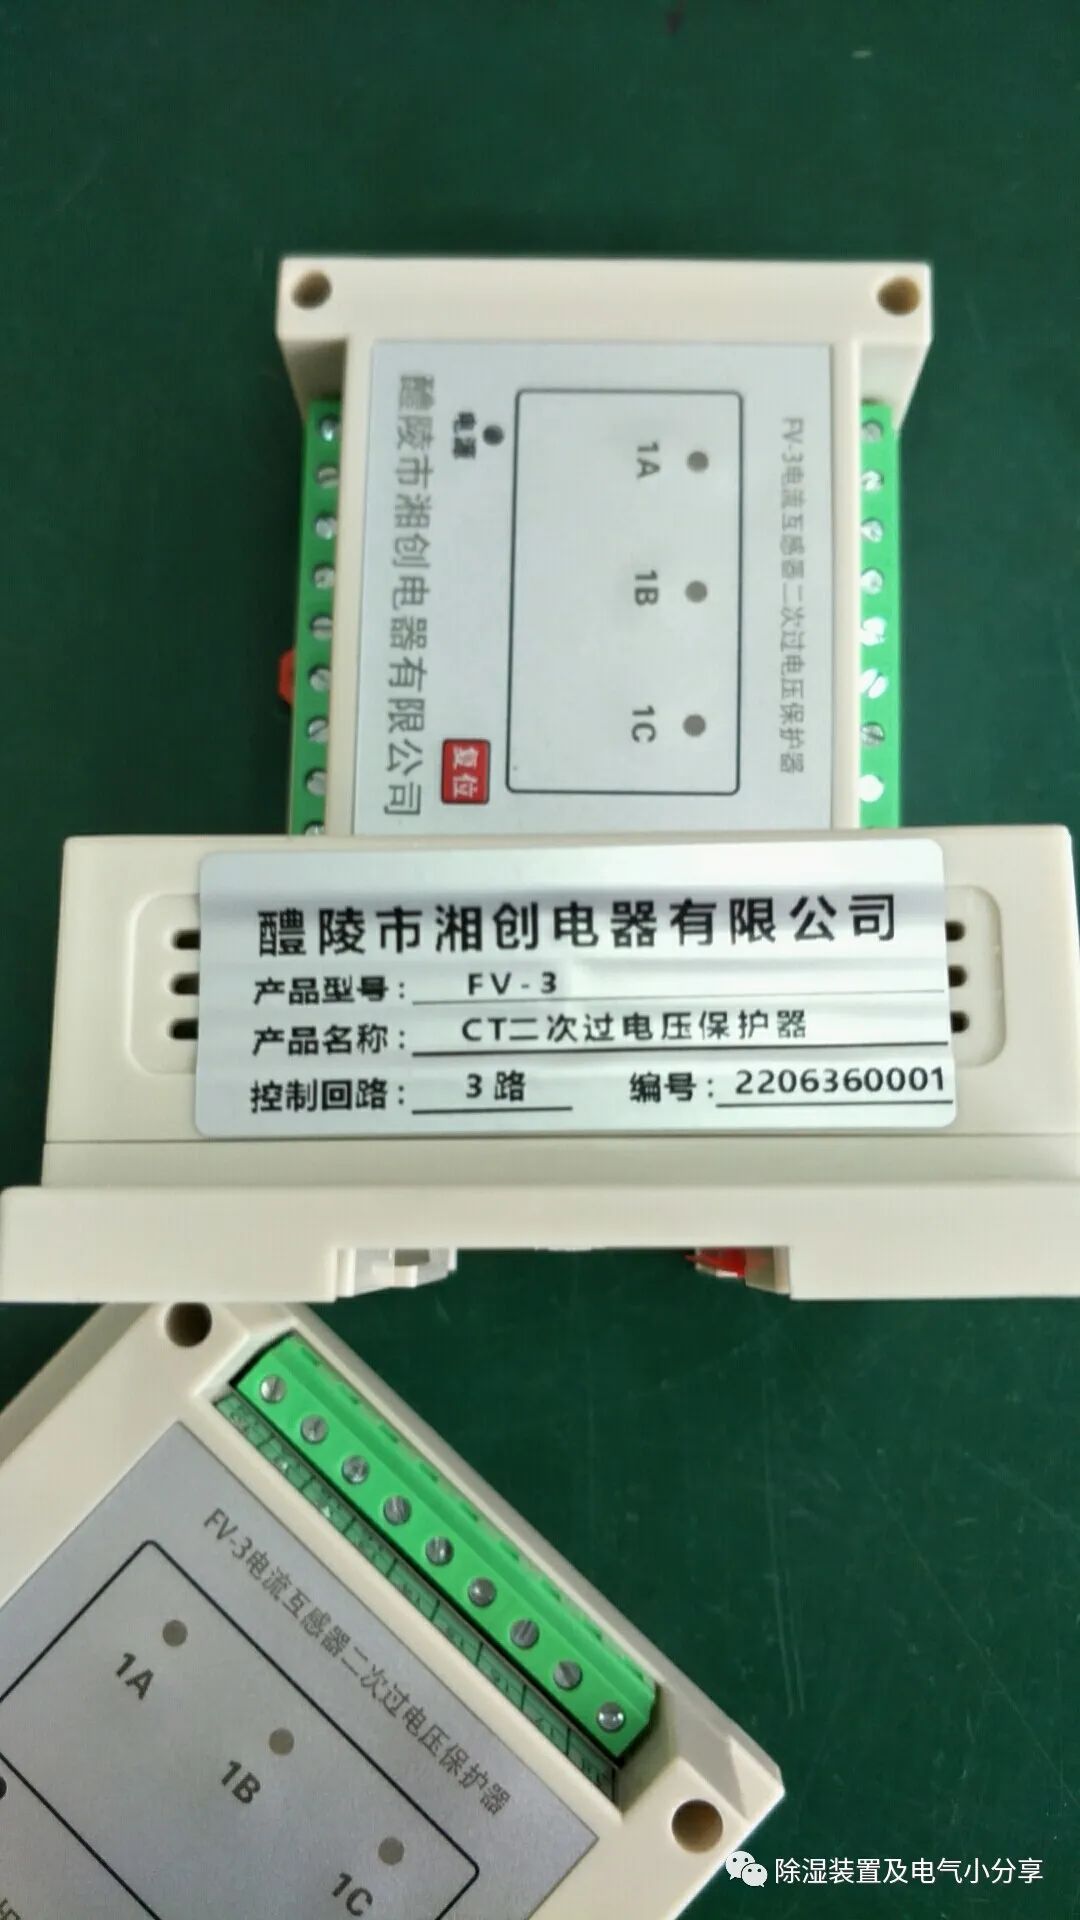 FV-3电流互感器二次过电压保护器
1A
1B
1C
电源
复位
醴陵市湘创电器有限公司
醴陵市湘创电器有限公司
产品型号: FV-3
产品名称: CT二次过电压保护器
控制回路: 3路 编号: 2206360001
FV-3电流互感器二次过电压保护器
1A
1B
1C
除湿装置及电气小分享